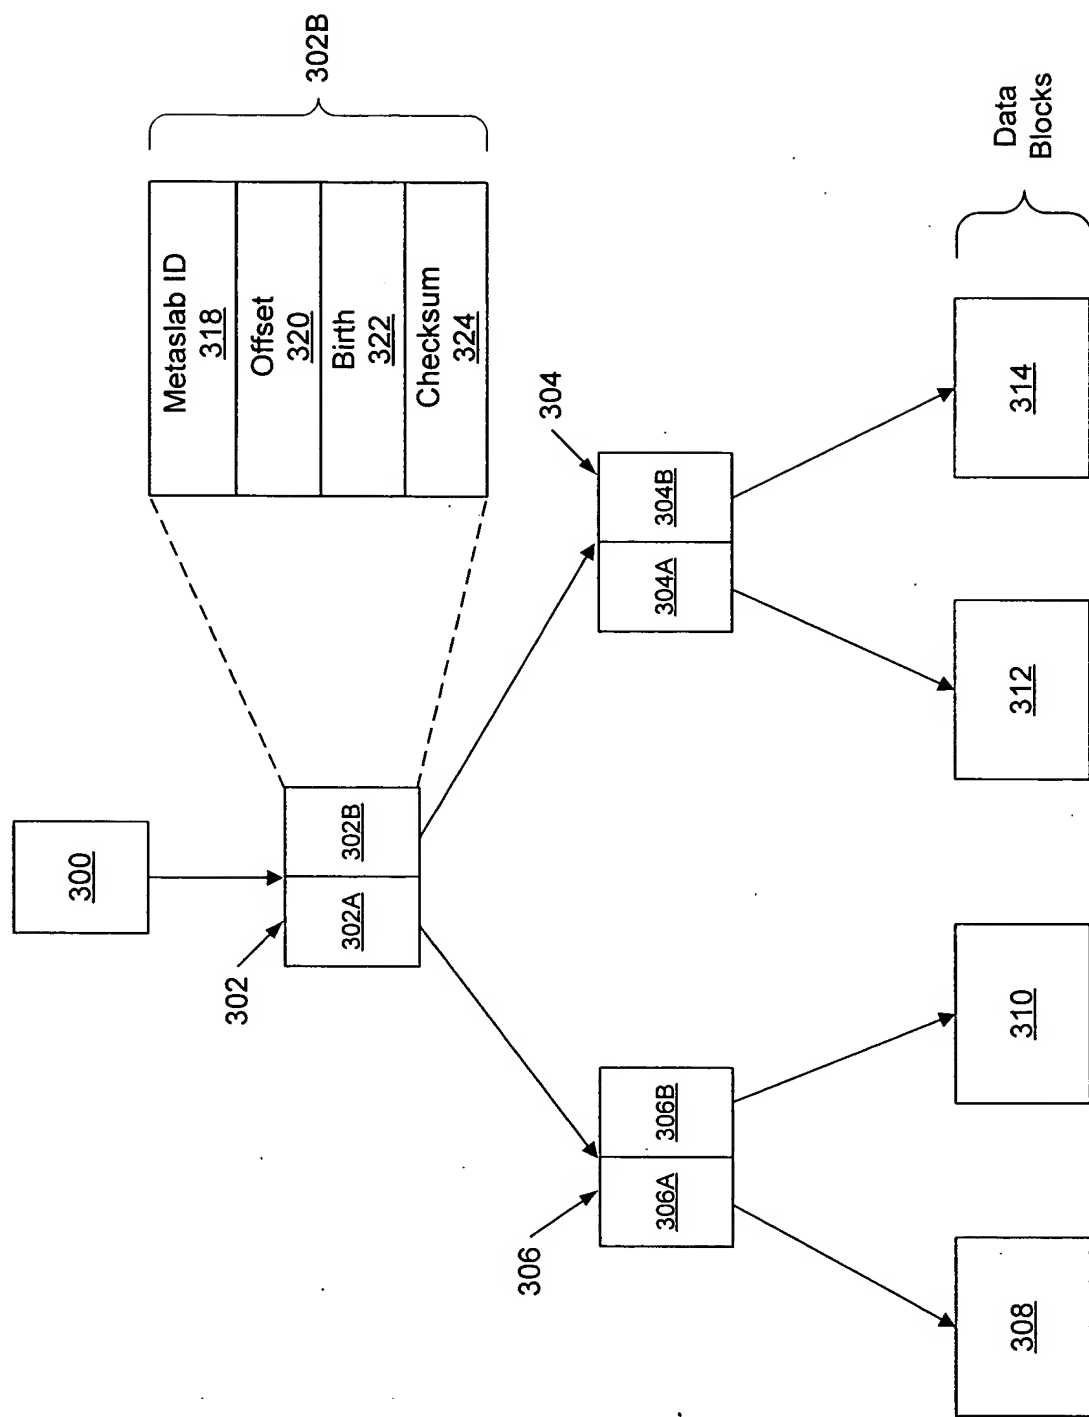 300
302
302A
302B
Metaslab ID
318
Offset
320
Birth
322
Checksum
324
302B
306
306A
306B
304
304A
304B
308
310
312
314
Data
Blocks